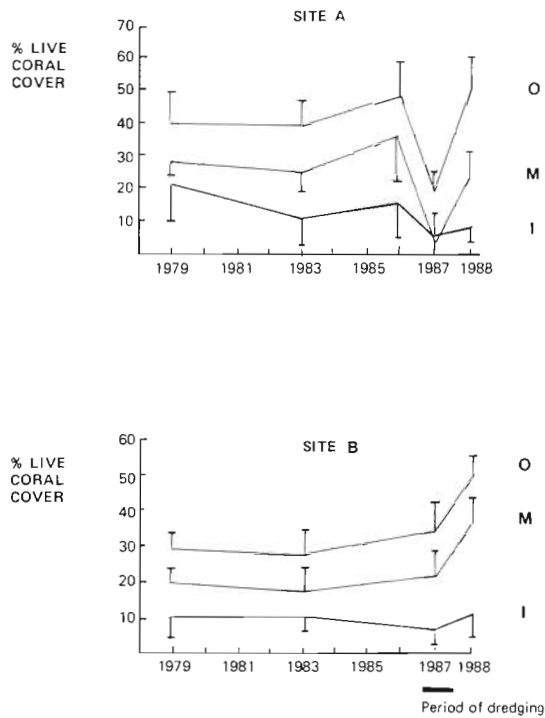 SITE A
% LIVE
CORAL
COVER
70
60
50
40
30
20
10
O
M
I
1979 1981 1983 1985 1987 1988
SITE B
% LIVE
CORAL
COVER
60
50
40
30
20
10
O
M
I
1979 1981 1983 1985 1987 1988
Period of dredging